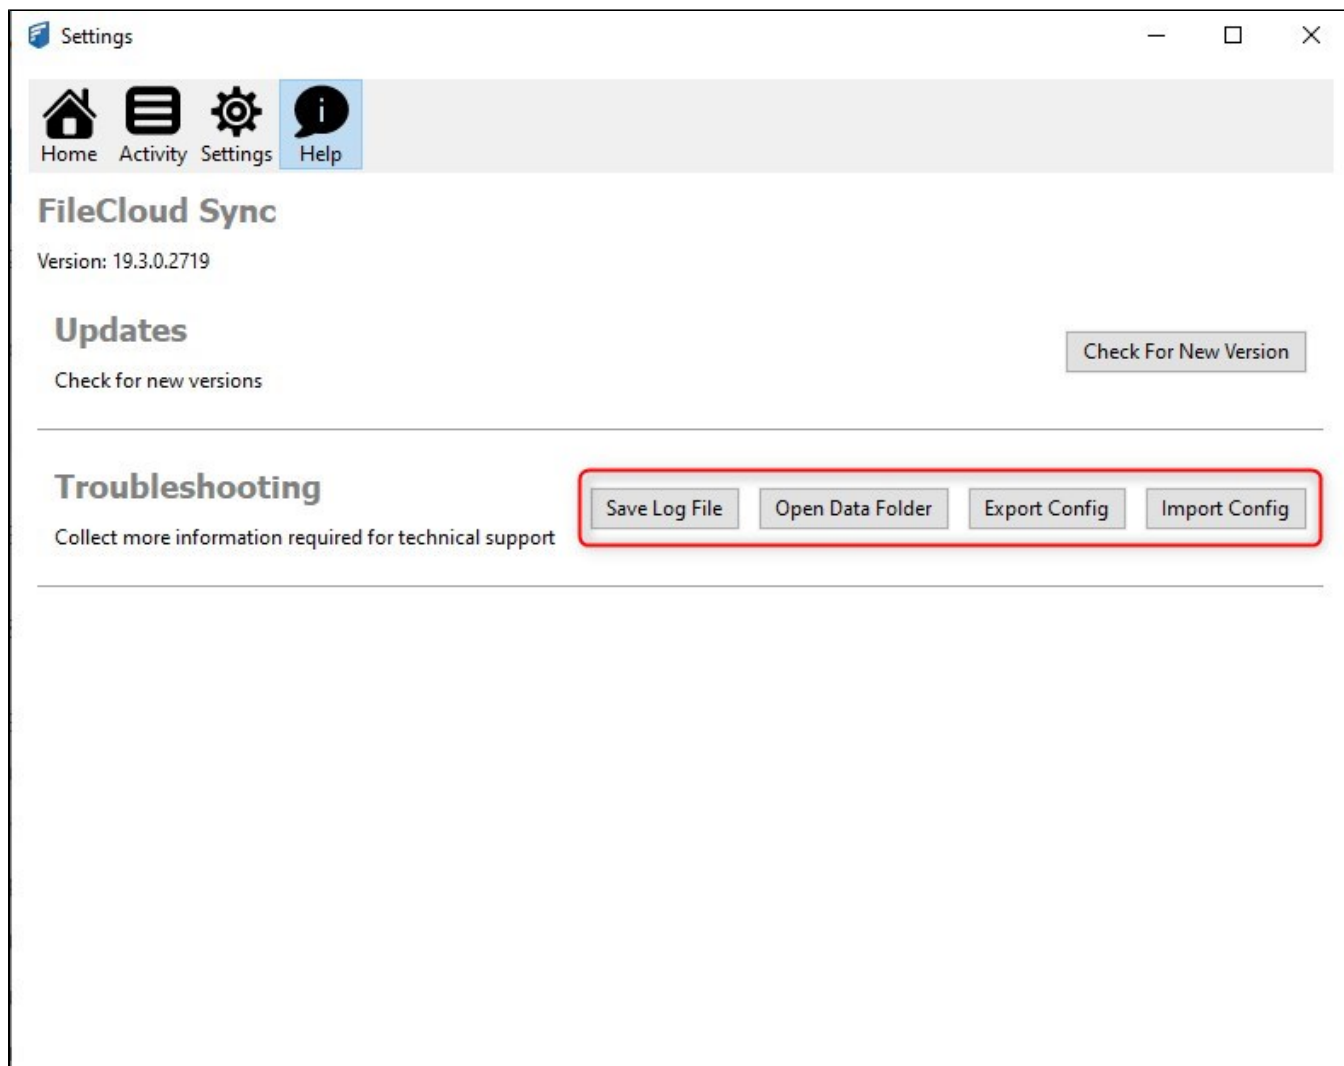 Settings
Home Activity Settings Help
FileCloud Sync
Version: 19.3.0.2719
Updates
Check For New Version
Check for new versions
Troubleshooting
Save Log File Open Data Folder Export Config Import Config
Collect more information required for technical support